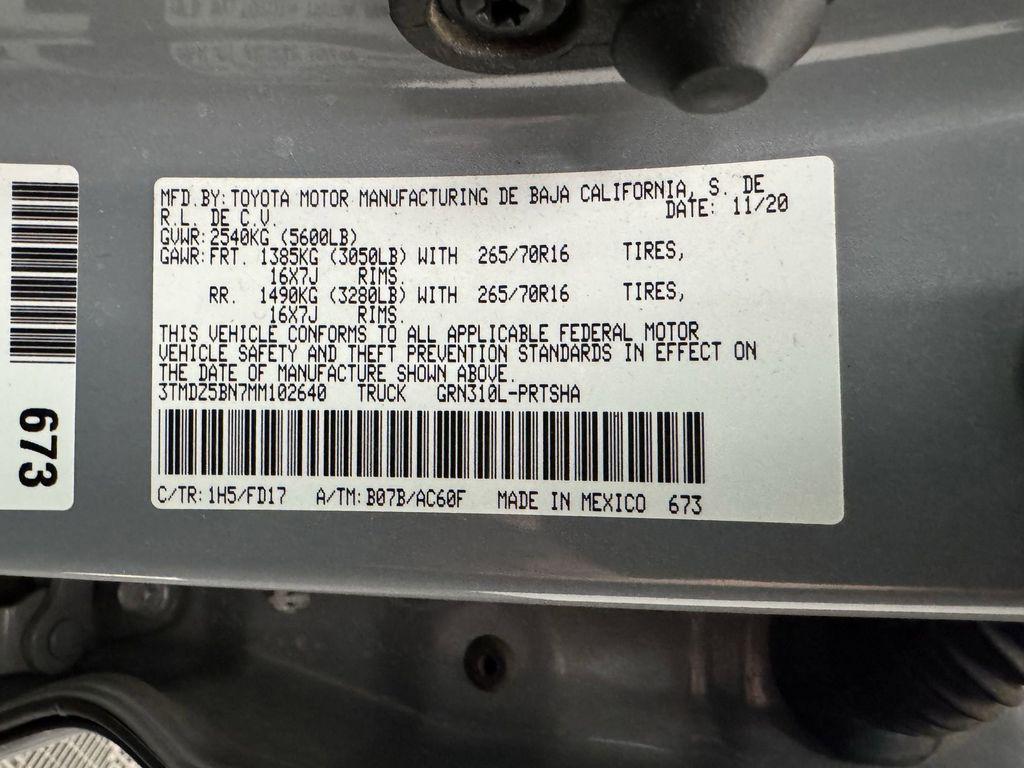 MFD.BY:TOYOTA MOTOR MANUFACTURING DE BAJA CALIFORNIA, S. DE
R.L. DE C.V. DATE: 11/20
GVWR:2540KG (5600LB)
GAWR:FRT. 1385KG (3050LB) WITH 265/70R16 TIRES,
16X7J RIMS.
RR. 1490KG (3280LB) WITH 265/70R16 TIRES,
16X7J RIMS.
THIS VEHICLE CONFORMS TO ALL APPLICABLE FEDERAL MOTOR
VEHICLE SAFETY AND THEFT PREVENTION STANDARDS IN EFFECT ON
THE DATE OF MANUFACTURE SHOWN ABOVE.
3TMDZ5BN7MM102640 TRUCK GRN310L-PRTSHA
C/TR:1H5/FD17 A/TM:B07B/AC60F MADE IN MEXICO 673
673